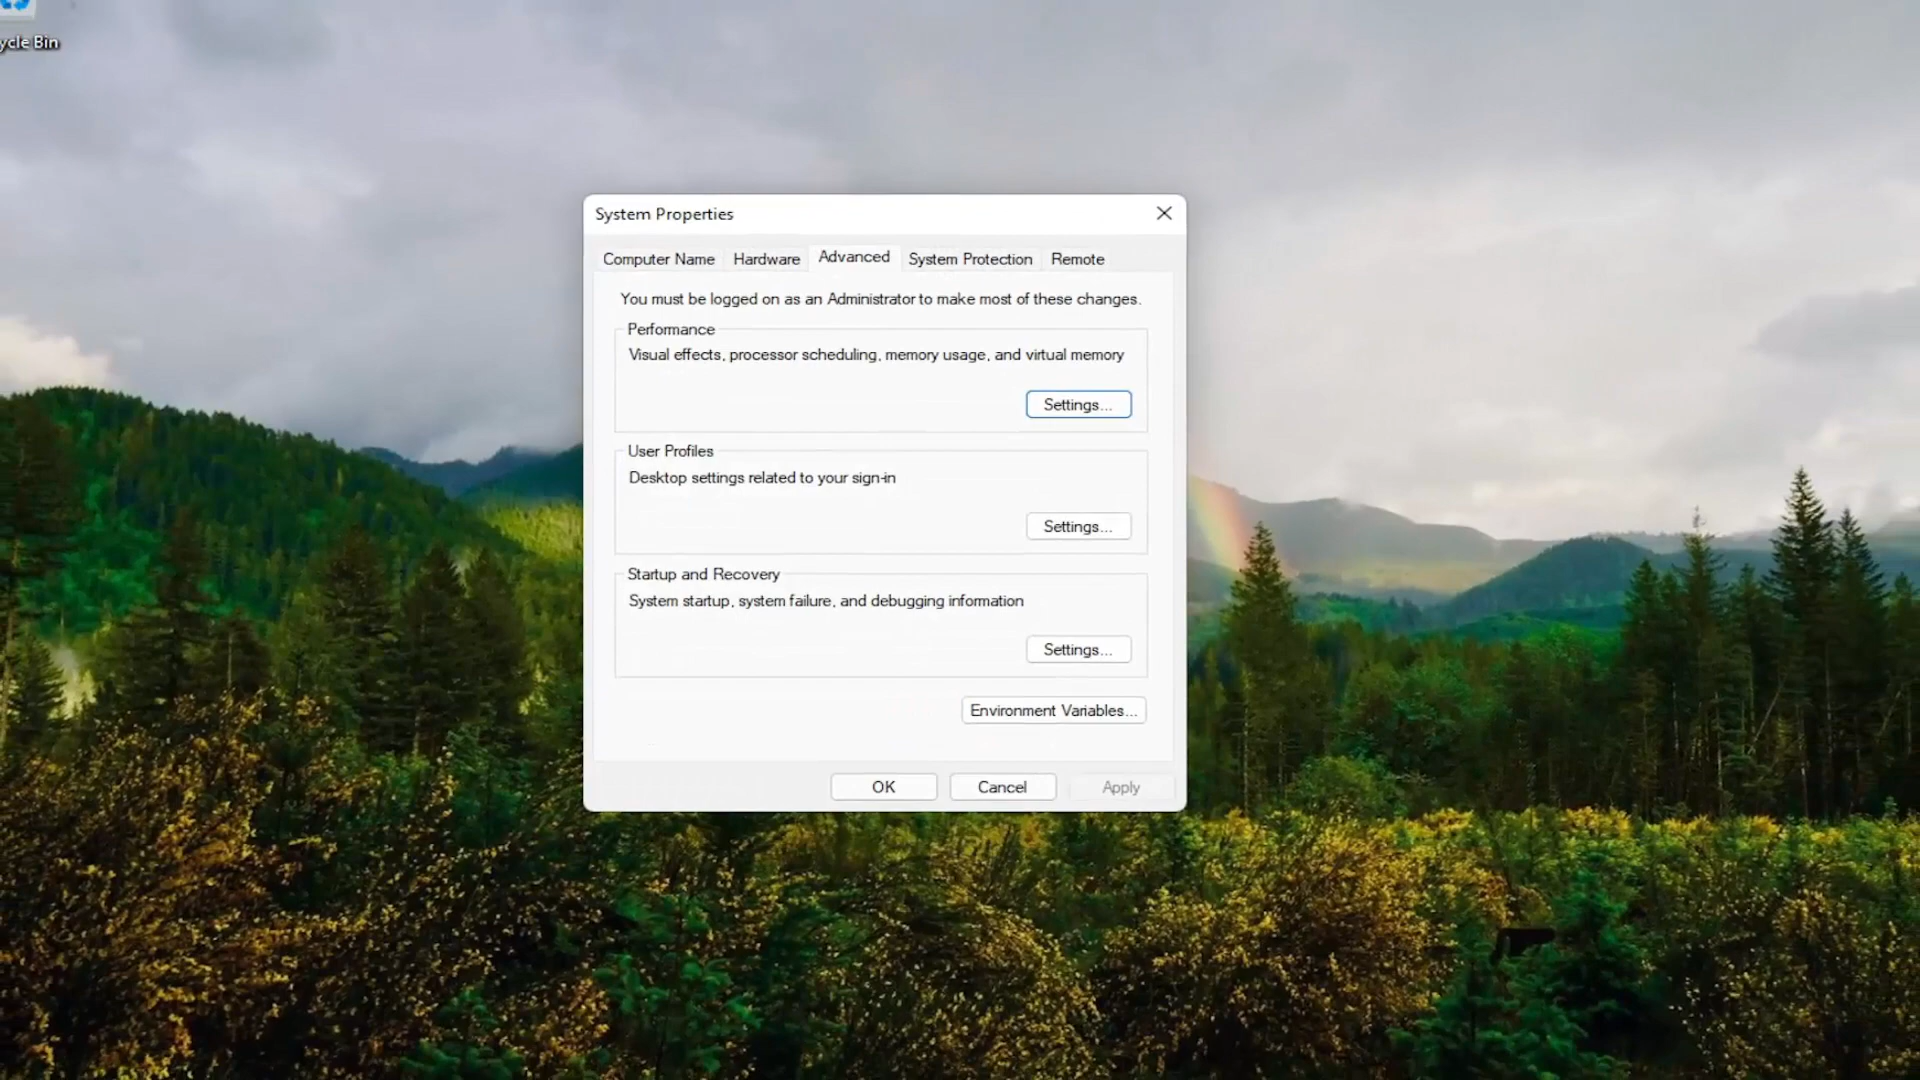 ycle Bin
System Properties
Computer Name Hardware Advanced System Protection Remote
You must be logged on as an Administrator to make most of these changes.
Performance
Visual effects, processor scheduling, memory usage, and virtual memory
Settings...
User Profiles
Desktop settings related to your sign-in
Settings...
Startup and Recovery
System startup, system failure, and debugging information
Settings...
Environment Variables...
OK Cancel Apply